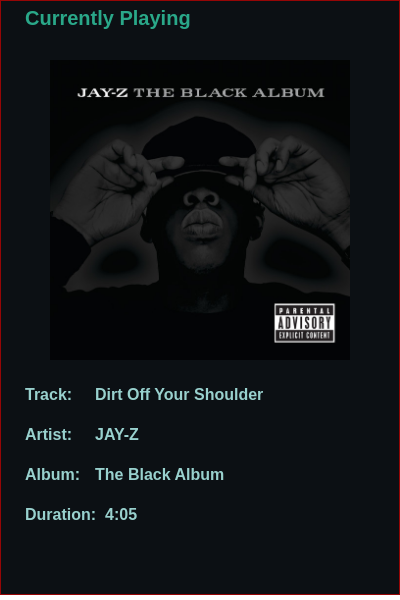 Currently Playing
JAY-Z THE BLACK ALBUM
PARENTAL
ADVISORY
EXPLICIT CONTENT
Track: Dirt Off Your Shoulder
Artist: JAY-Z
Album: The Black Album
Duration: 4:05